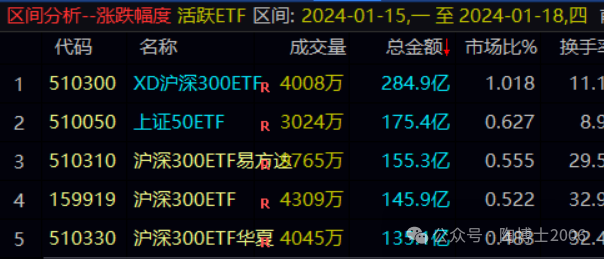 区间分析--涨跌幅度 活跃ETF 区间: 2024-01-15,一 至 2024-01-18,四
代码 名称 成交量 总金额↓ 市场比% 换手率
1 510300 XD沪深300ETF R 4008万 284.9亿 1.018 11.1
2 510050 上证50ETF R 3024万 175.4亿 0.627 8.9
3 510310 沪深300ETF易方达 R 3765万 155.3亿 0.555 29.5
4 159919 沪深300ETF R 4309万 145.9亿 0.522 32.9
5 510330 沪深300ETF华夏 R 4045万 135.1亿 0.483 32.4
公众号·陶博士2006